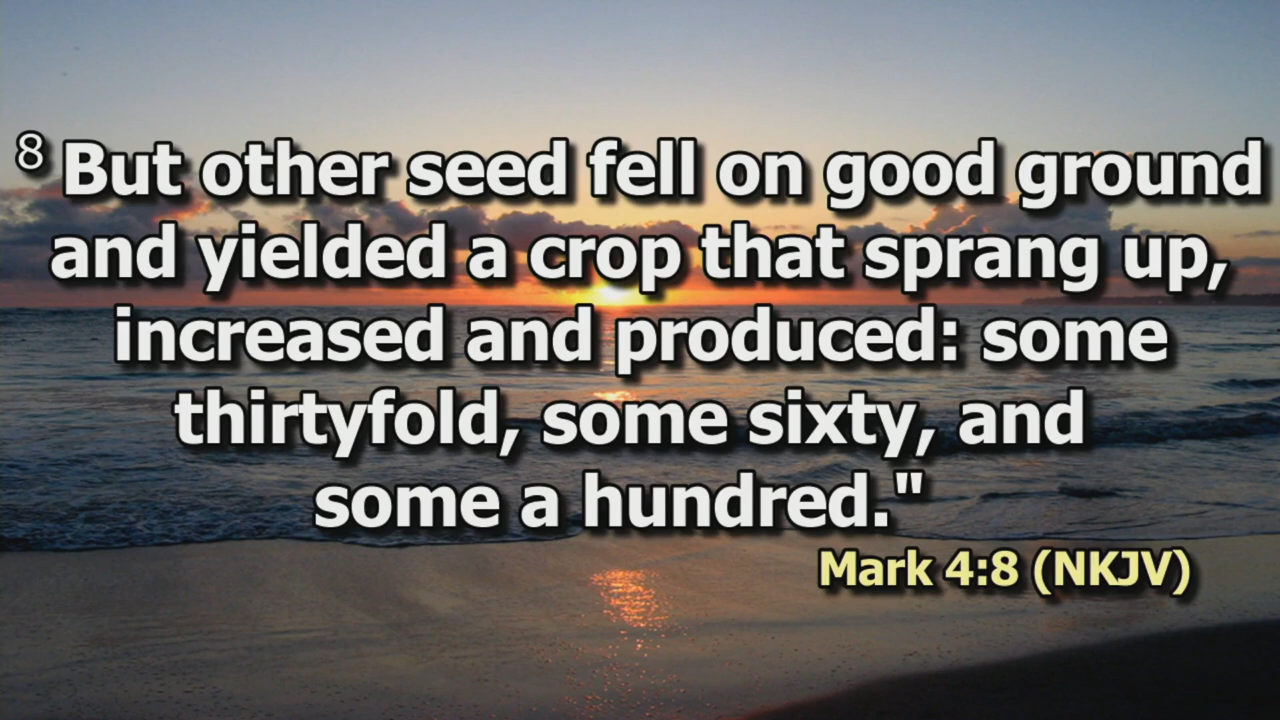 8 But other seed fell on good ground
and yielded a crop that sprang up,
increased and produced: some
thirtyfold, some sixty, and
some a hundred."
Mark 4:8 (NKJV)